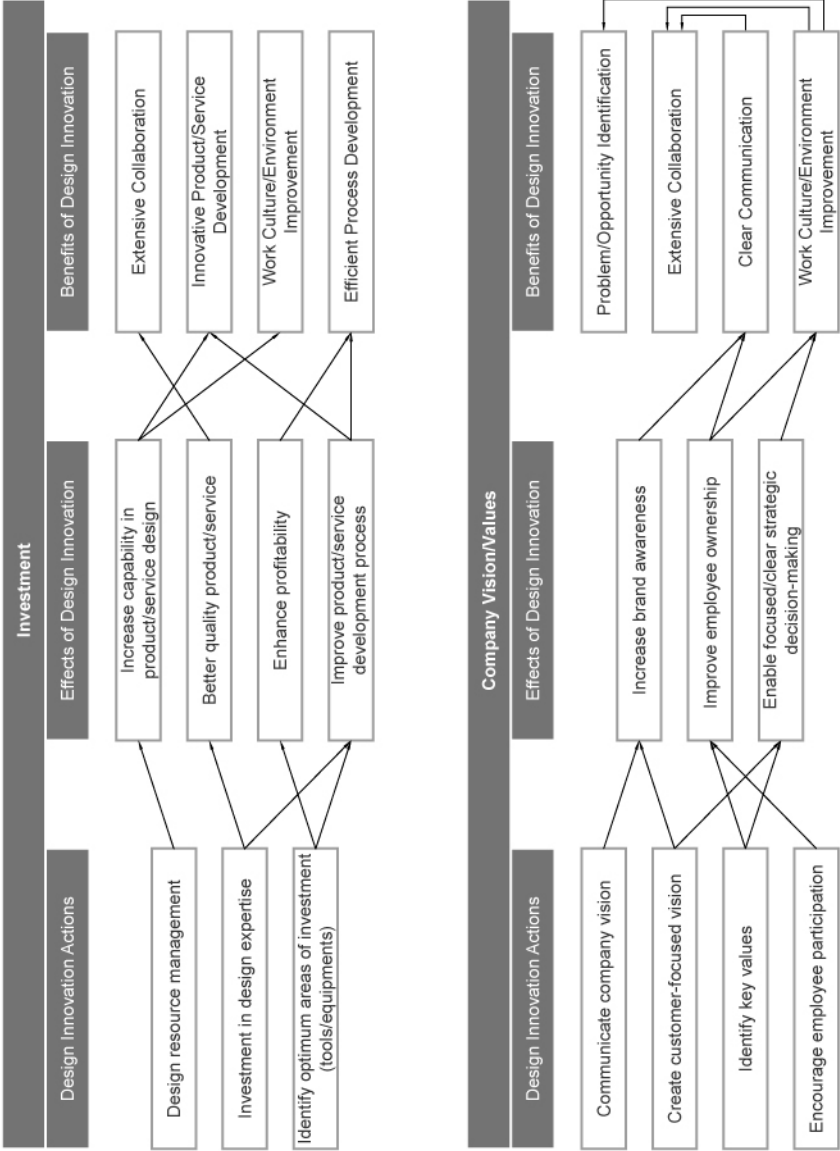 Investment
Design Innovation Actions
Effects of Design Innovation
Benefits of Design Innovation
Design resource management
Investment in design expertise
Identify optimum areas of investment
(tools/equipments)
Increase capability in
product/service design
Better quality product/service
Enhance profitability
Improve product/service
development process
Extensive Collaboration
Innovative Product/Service
Development
Work Culture/Environment
Improvement
Efficient Process Development
Company Vision/Values
Design Innovation Actions
Effects of Design Innovation
Benefits of Design Innovation
Communicate company vision
Create customer-focused vision
Identify key values
Encourage employee participation
Increase brand awareness
Improve employee ownership
Enable focused/clear strategic
decision-making
Problem/Opportunity Identification
Extensive Collaboration
Clear Communication
Work Culture/Environment
Improvement